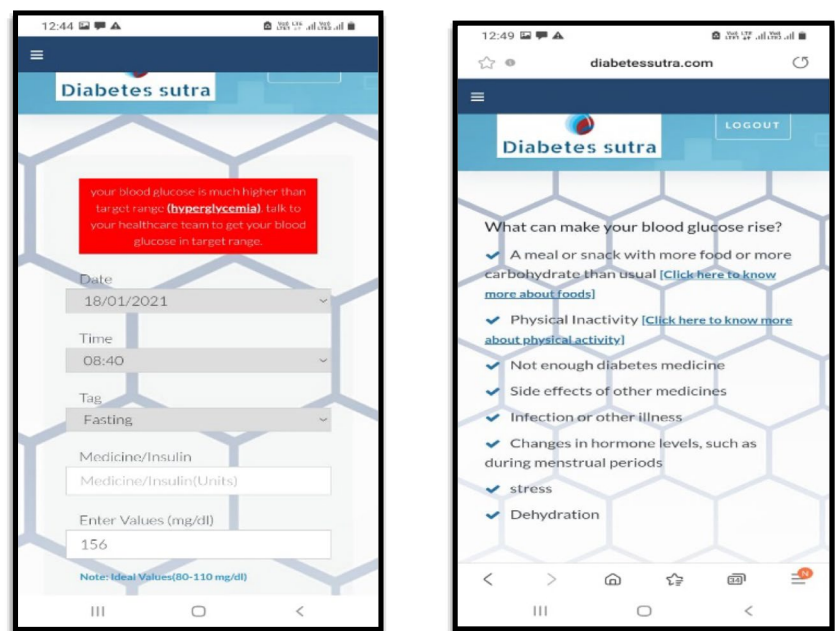 12:44
Diabetes sutra
your blood glucose is much higher than
target range (hyperglycemia), talk to
your healthcare team to get your blood
glucose in target range.
Date
18/01/2021
Time
08:40
Tag
Fasting
Medicine/Insulin
Medicine/Insulin(Units)
Enter Values (mg/dl)
156
Note: Ideal Values(80-110 mg/dl)
12:49
diabetessutra.com
LOGOUT
Diabetes sutra
What can make your blood glucose rise?
A meal or snack with more food or more
carbohydrate than usual [Click here to know
more about foods]
Physical Inactivity [Click here to know more
about physical activity]
Not enough diabetes medicine
Side effects of other medicines
Infection or other illness
Changes in hormone levels, such as
during menstrual periods
stress
Dehydration
34
N